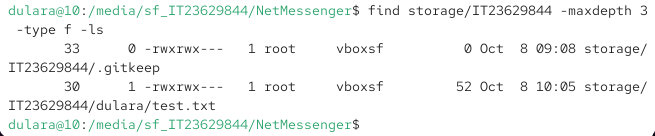 dulara@10:/media/sf_IT23629844/NetMessenger$ find storage/IT23629844 -maxdepth 3
 -type f -ls
       33      0 -rwxrwx---   1 root     vboxsf          0 Oct  8 09:08 storage/
IT23629844/.gitkeep
       30      1 -rwxrwx---   1 root     vboxsf         52 Oct  8 10:05 storage/
IT23629844/dulara/test.txt
dulara@10:/media/sf_IT23629844/NetMessenger$